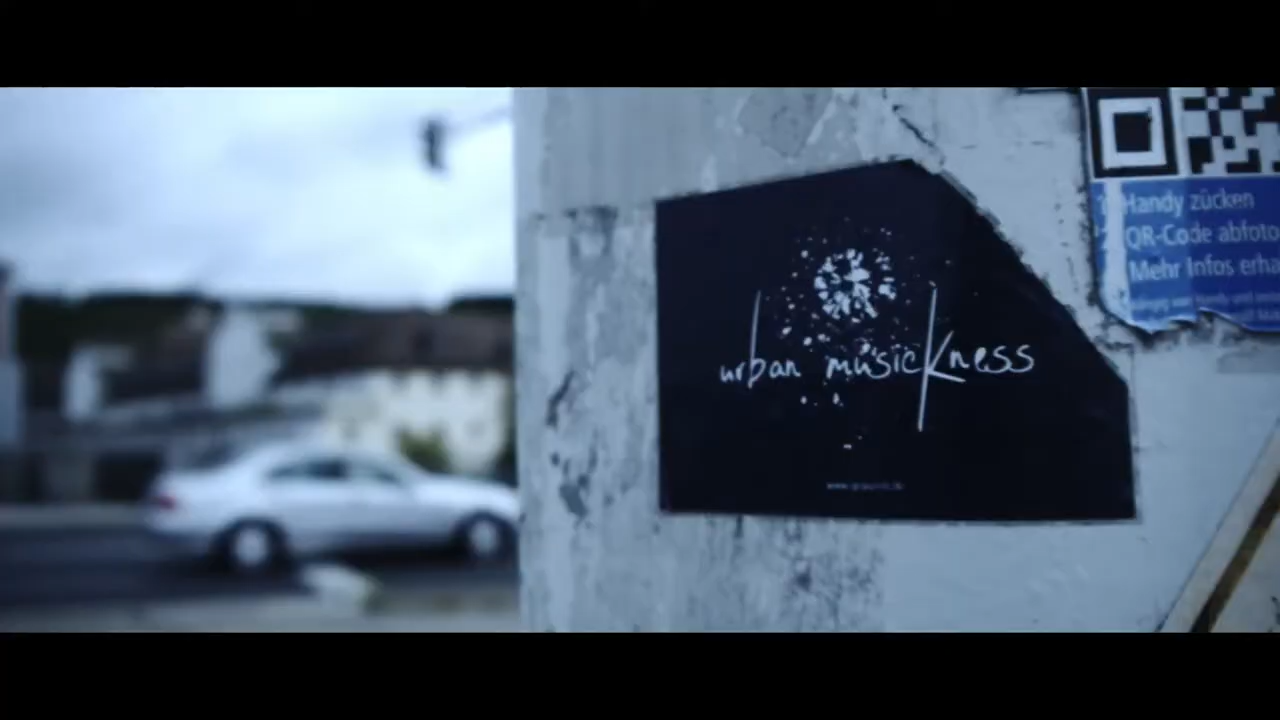 urban musickness
Handy zücken
QR-Code abfoto
Mehr Infos erha